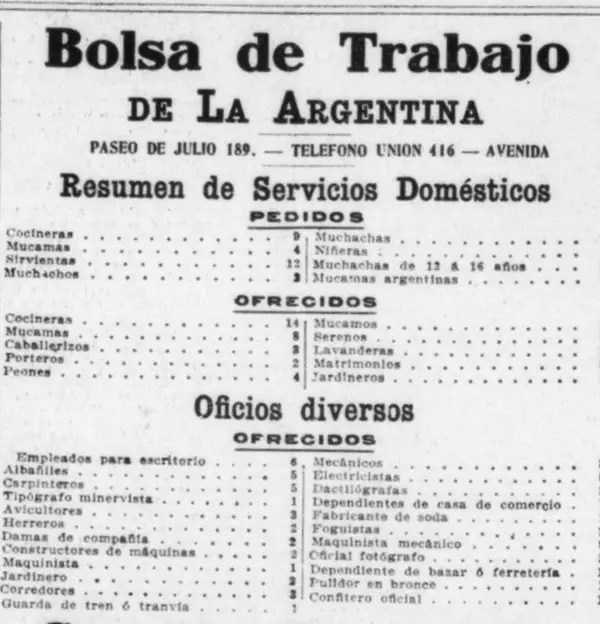 Bolsa de Trabajo
DE LA ARGENTINA
PASEO DE JULIO 189. — TELEFONO UNION 416 — AVENIDA
Resumen de Servicios Domésticos
PEDIDOS
Cocineras . . . . . . . . . . 9
Mucamas . . . . . . . . . . 4
Sirvientas . . . . . . . . . . 12
Muchachos . . . . . . . . . . 3
Muchachas . . . . . . . . . .
Niñeras . . . . . . . . . .
Muchachas de 12 á 16 años . . .
Mucamas argentinas . . . . . .
OFRECIDOS
Cocineras . . . . . . . . . . 14
Mucamas . . . . . . . . . . 8
Caballerizos . . . . . . . . . 3
Porteros . . . . . . . . . . 2
Peones . . . . . . . . . . 4
Mucamos . . . . . . . . . .
Serenos . . . . . . . . . .
Lavanderas . . . . . . . . .
Matrimonios . . . . . . . . .
Jardineros . . . . . . . . .
Oficios diversos
OFRECIDOS
Empleados para escritorio . . . . 6
Albañiles . . . . . . . . . . 5
Carpinteros . . . . . . . . . 5
Tipógrafo minervista . . . . . . 1
Avicultores . . . . . . . . . 3
Herreros . . . . . . . . . . 2
Damas de compañía . . . . . . 2
Constructores de máquinas . . . . 2
Maquinista . . . . . . . . . 1
Jardinero . . . . . . . . . . 2
Corredores . . . . . . . . . 3
Guarda de tren ó tranvía . . . . 1
Mecánicos . . . . . . . . . .
Electricistas . . . . . . . . .
Dactilógrafas . . . . . . . . .
Dependientes de casa de comercio .
Fabricante de soda . . . . . . .
Foguistas . . . . . . . . . .
Maquinista mecánico . . . . . .
Oficial fotógrafo . . . . . . .
Dependiente de bazar ó ferretería .
Pulidor en bronce . . . . . . .
Confitero oficial . . . . . . .